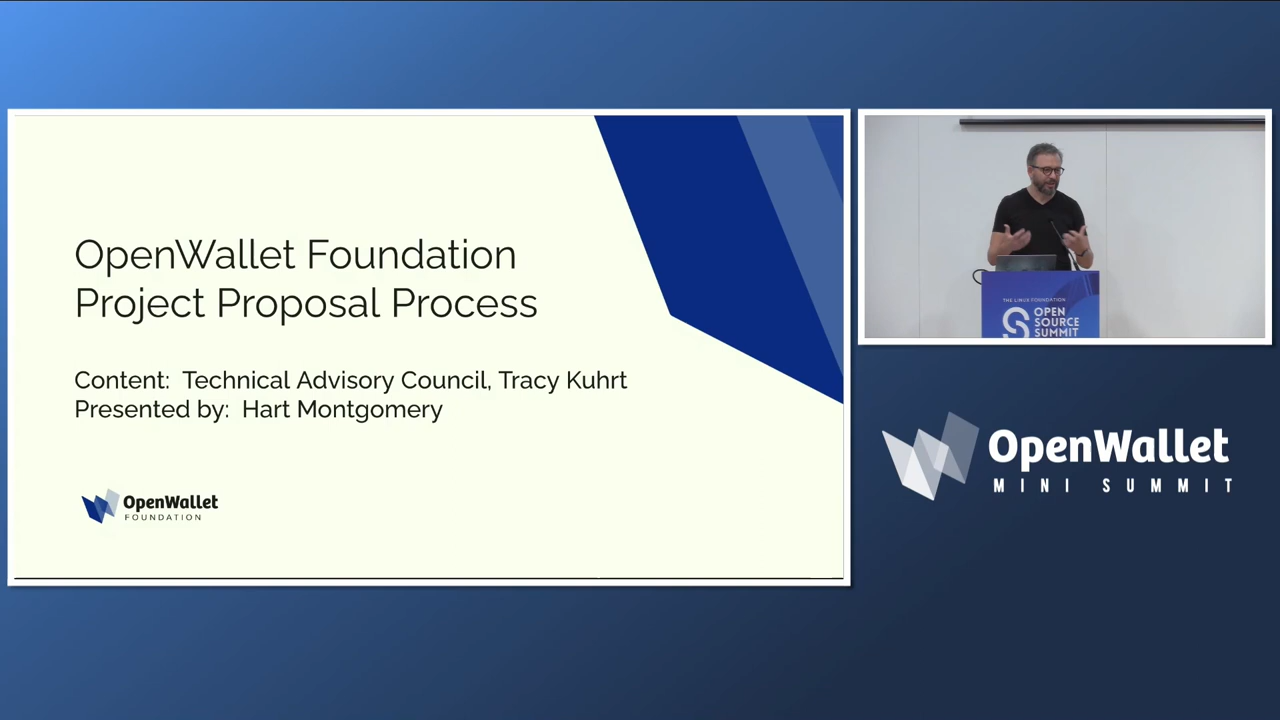 OpenWallet Foundation
Project Proposal Process
Content: Technical Advisory Council, Tracy Kuhrt
Presented by: Hart Montgomery
OpenWallet
FOUNDATION
THE LINUX FOUNDATION
OPEN
SOURCE
SUMMIT
OpenWallet
MINI SUMMIT